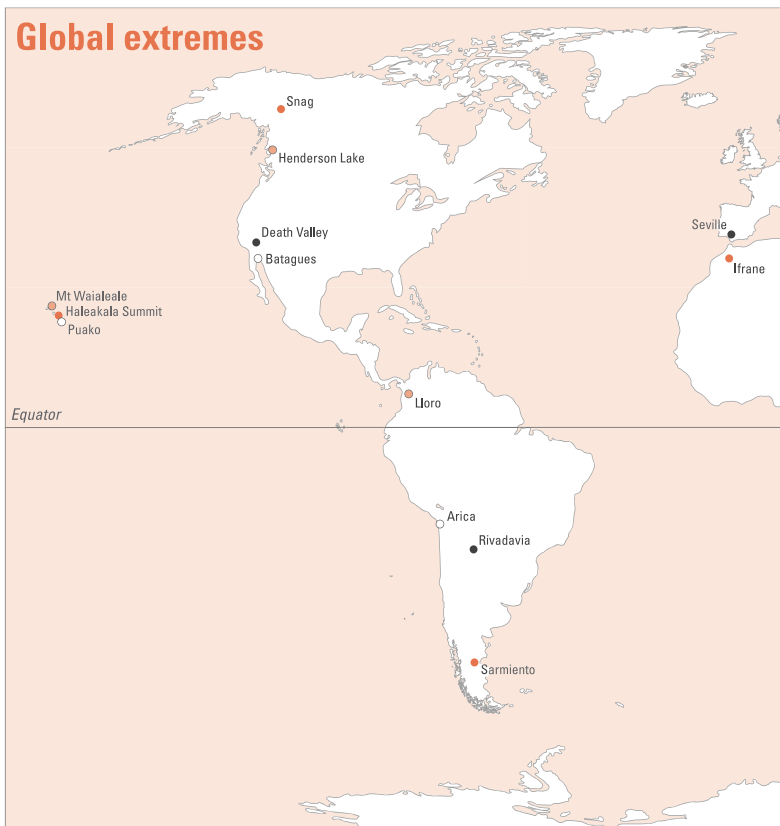 Global extremes
Snag
Henderson Lake
Death Valley
Seville
Batagues
Ifrane
Mt Waialeale
Haleakala Summit
Puako
Lloro
Equator
Arica
Rivadavia
Sarmiento